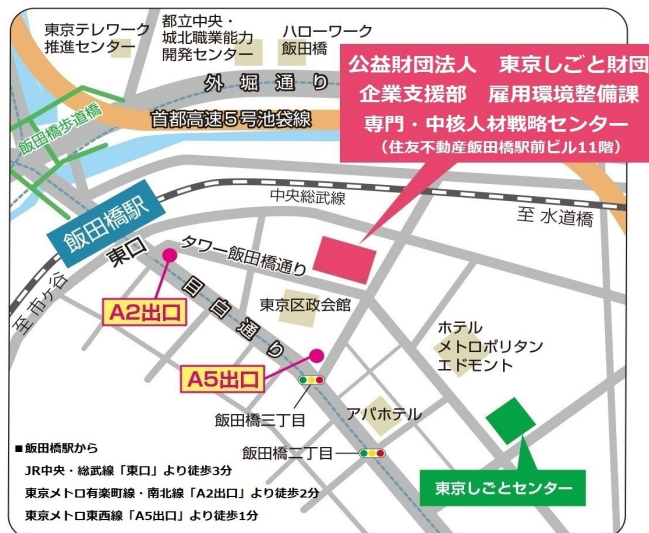 東京テレワーク
推進センター
都立中央・
城北職業能力
開発センター
ハローワーク
飯田橋
公益財団法人　東京しごと財団
企業支援部　雇用環境整備課
専門・中核人材戦略センター
（住友不動産飯田橋駅前ビル11階）
外堀通り
首都高速5号池袋線
飯田橋歩道橋
中央総武線
至 水道橋
飯田橋駅
東口
タワー飯田橋通り
至 市ヶ谷
A2出口
目白通り
東京区政会館
A5出口
ホテル
メトロポリタン
エドモント
飯田橋三丁目
アパホテル
飯田橋二丁目
東京しごとセンター
■飯田橋駅から
JR中央・総武線「東口」より徒歩3分
東京メトロ有楽町線・南北線「A2出口」より徒歩2分
東京メトロ東西線「A5出口」より徒歩1分